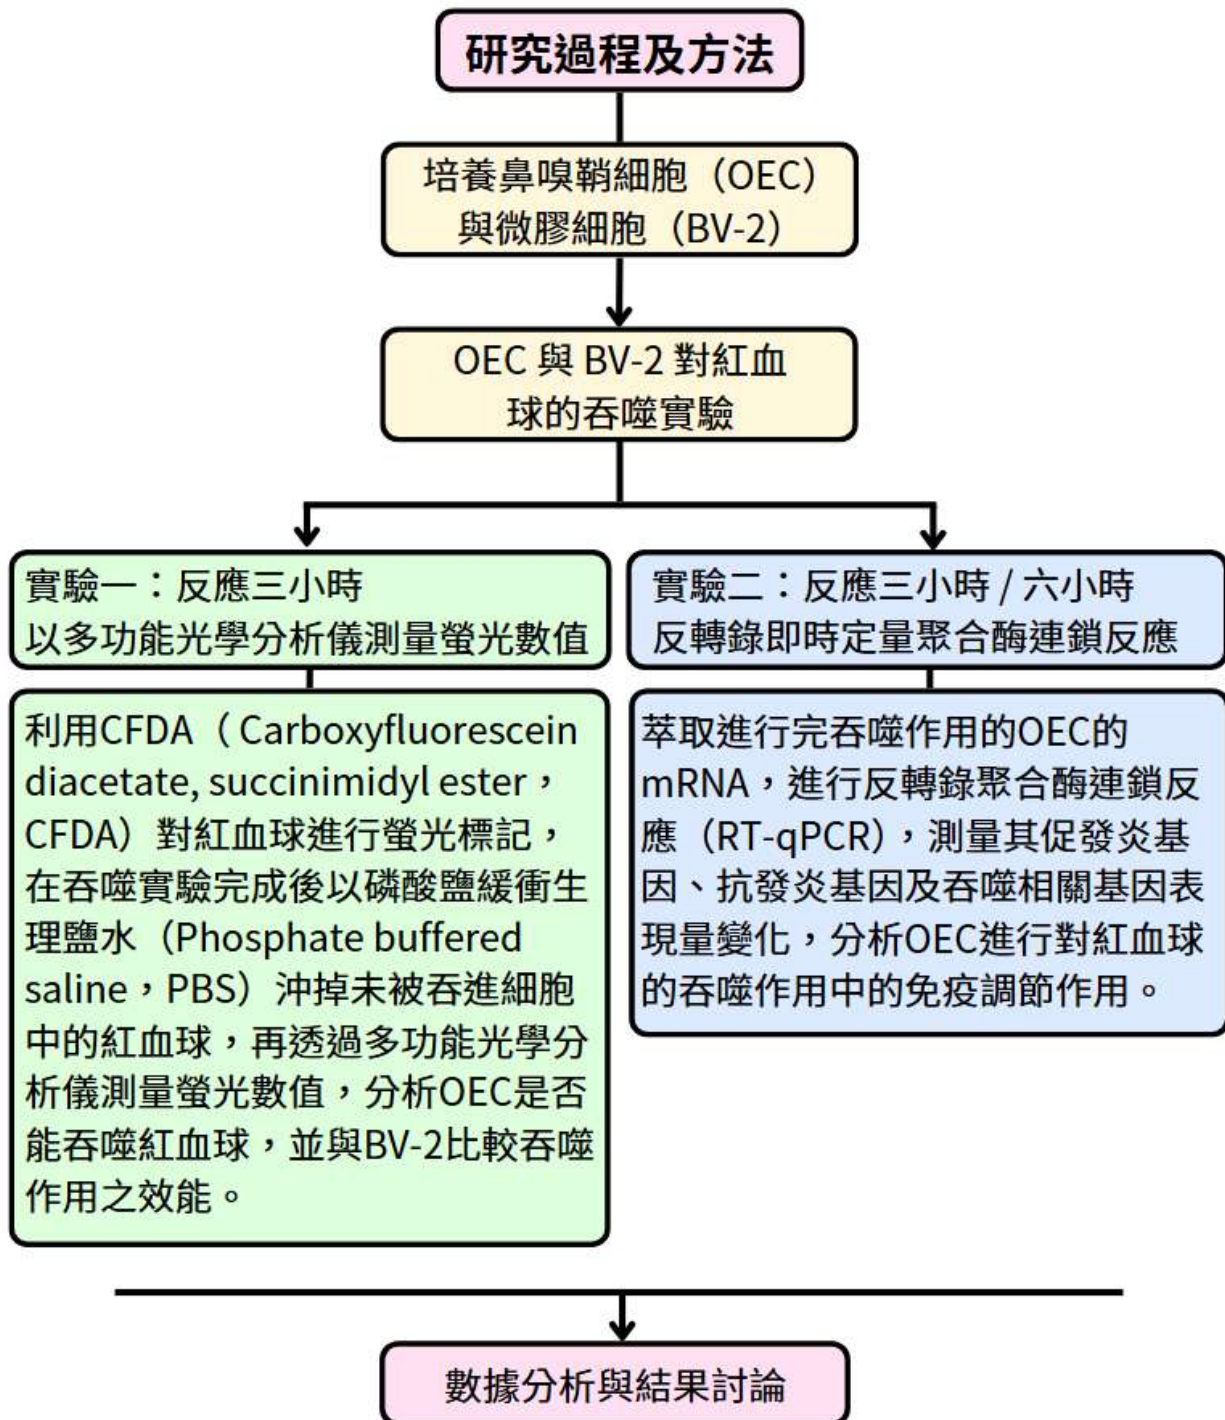 研究過程及方法
培養鼻嗅鞘細胞（OEC）
與微膠細胞（BV-2）
OEC 與 BV-2 對紅血
球的吞噬實驗
實驗一：反應三小時
以多功能光學分析儀測量螢光數值
利用CFDA（ Carboxyfluorescein
diacetate, succinimidyl ester，
CFDA）對紅血球進行螢光標記，
在吞噬實驗完成後以磷酸鹽緩衝生
理鹽水（Phosphate buffered
saline，PBS）沖掉未被吞進細胞
中的紅血球，再透過多功能光學分
析儀測量螢光數值，分析OEC是否
能吞噬紅血球，並與BV-2比較吞噬
作用之效能。
實驗二：反應三小時 / 六小時
反轉錄即時定量聚合酶連鎖反應
萃取進行完吞噬作用的OEC的
mRNA，進行反轉錄聚合酶連鎖反
應（RT-qPCR），測量其促發炎基
因、抗發炎基因及吞噬相關基因表
現量變化，分析OEC進行對紅血球
的吞噬作用中的免疫調節作用。
數據分析與結果討論